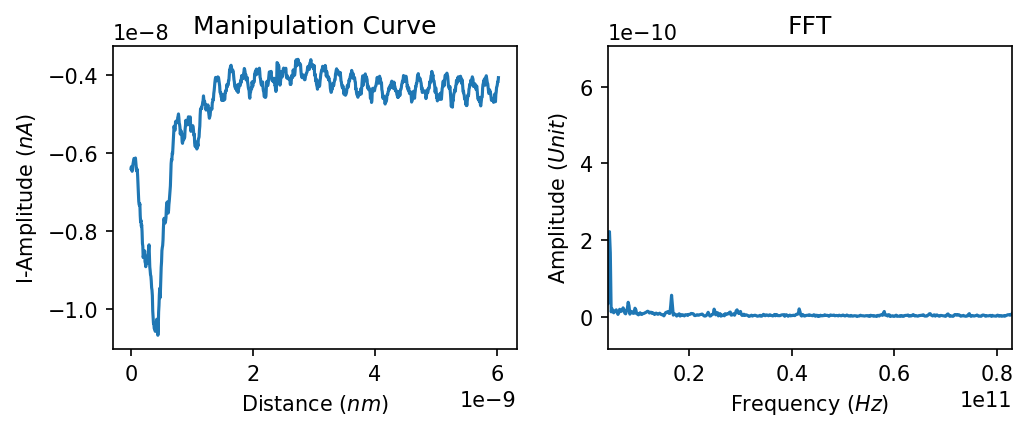 Manipulation Curve
1e−8
−0.4
−0.6
−0.8
−1.0
I-Amplitude (nA)
0 2 4 6
1e−9
Distance (nm)
FFT
1e−10
6
4
2
0
Amplitude (Unit)
0.2 0.4 0.6 0.8
1e11
Frequency (Hz)